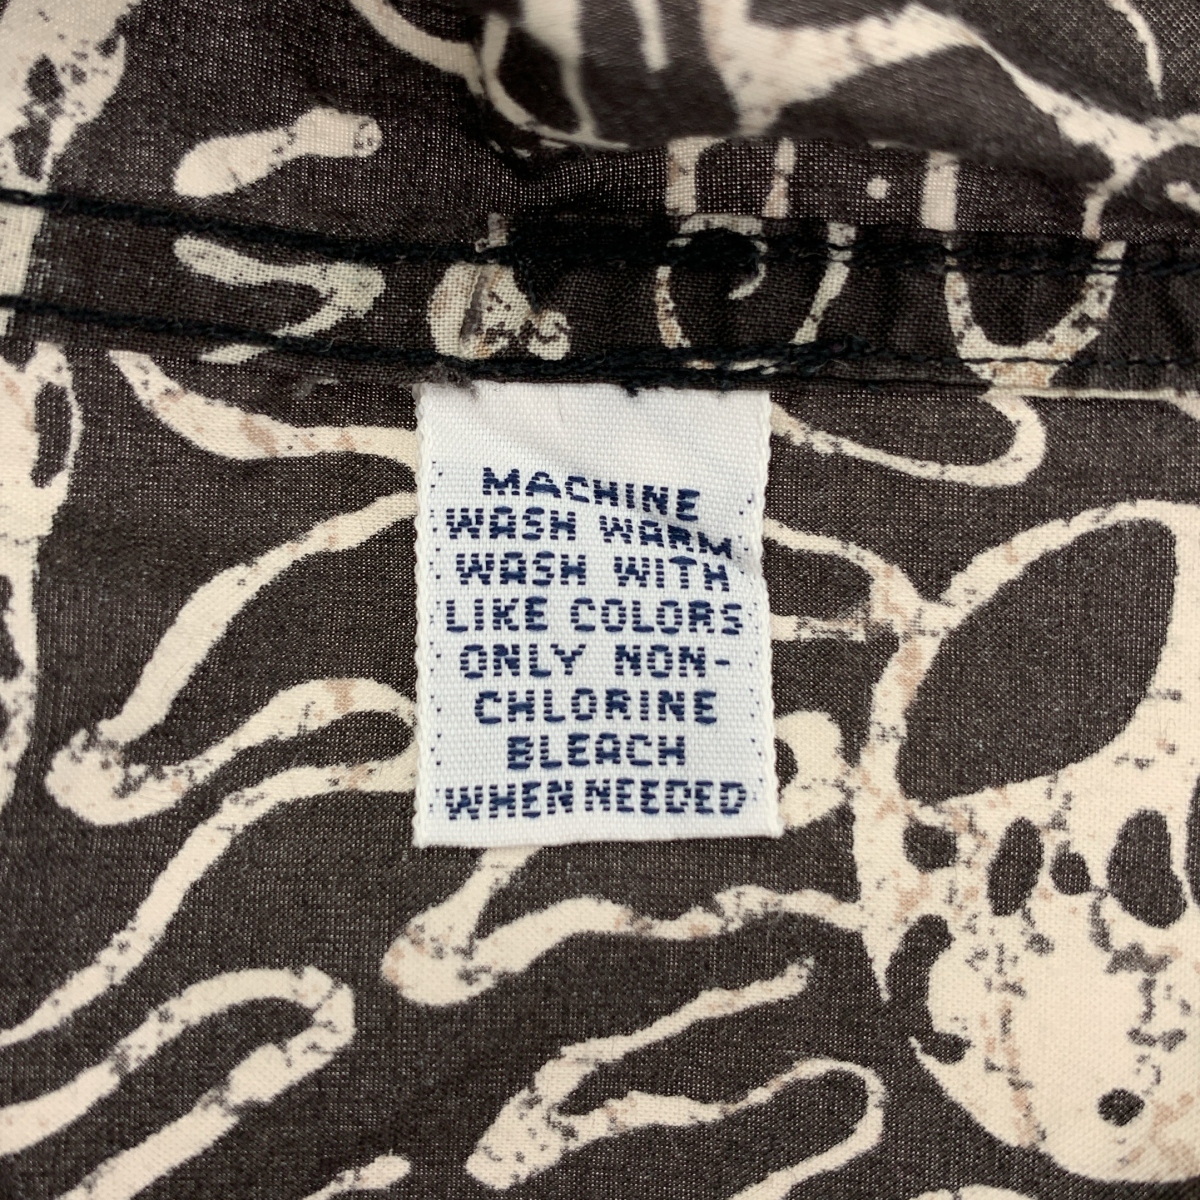 MACHINE
WASH WARM
WASH WITH
LIKE COLORS
ONLY NON-
CHLORINE
BLEACH
WHEN NEEDED